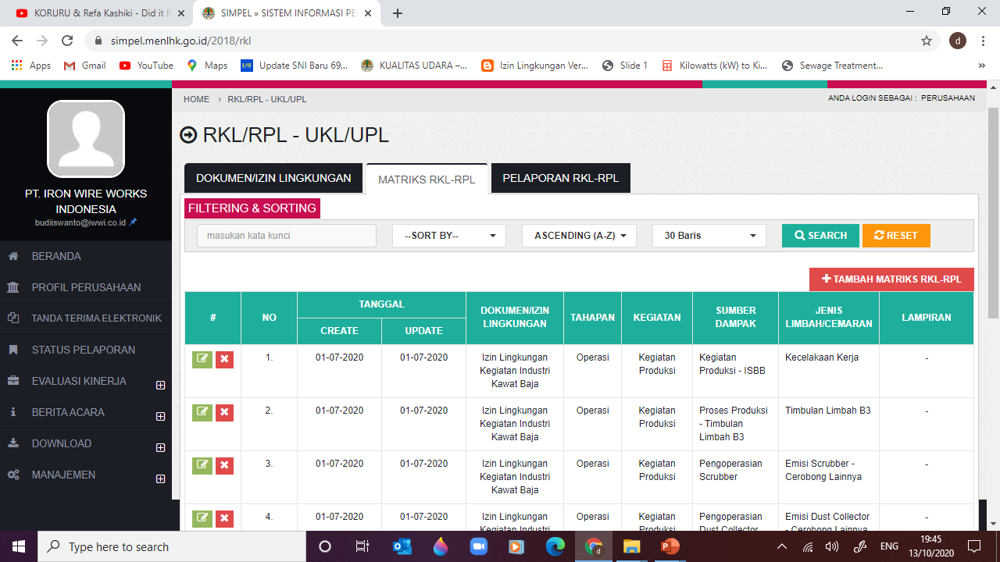 KORURU & Refa Kashiki - Did it R
SIMPEL » SISTEM INFORMASI PE
simpel.menlhk.go.id/2018/rkl
d
Apps
Gmail
YouTube
Maps
Update SNI Baru 69...
KUALITAS UDARA –...
Izin Lingkungan Ver...
Slide 1
Kilowatts (kW) to Ki...
Sewage Treatment...
»
HOME > RKL/RPL - UKL/UPL
ANDA LOGIN SEBAGAI : PERUSAHAAN
PT. IRON WIRE WORKS
INDONESIA
budiiswanto@iwwi.co.id
BERANDA
PROFIL PERUSAHAAN
TANDA TERIMA ELEKTRONIK
STATUS PELAPORAN
EVALUASI KINERJA
BERITA ACARA
DOWNLOAD
MANAJEMEN
RKL/RPL - UKL/UPL
DOKUMEN/IZIN LINGKUNGAN
MATRIKS RKL-RPL
PELAPORAN RKL-RPL
FILTERING & SORTING
masukan kata kunci
--SORT BY--
ASCENDING (A-Z)
30 Baris
SEARCH
RESET
TAMBAH MATRIKS RKL-RPL
#
NO
TANGGAL
CREATE
UPDATE
DOKUMEN/IZIN
LINGKUNGAN
TAHAPAN
KEGIATAN
SUMBER
DAMPAK
JENIS
LIMBAH/CEMARAN
LAMPIRAN
1.
01-07-2020
01-07-2020
Izin Lingkungan
Kegiatan Industri
Kawat Baja
Operasi
Kegiatan
Produksi
Kegiatan
Produksi - ISBB
Kecelakaan Kerja
-
2.
01-07-2020
01-07-2020
Izin Lingkungan
Kegiatan Industri
Kawat Baja
Operasi
Kegiatan
Produksi
Proses Produksi
- Timbulan
Limbah B3
Timbulan Limbah B3
-
3.
01-07-2020
01-07-2020
Izin Lingkungan
Kegiatan Industri
Kawat Baja
Operasi
Kegiatan
Produksi
Pengoperasian
Scrubber
Emisi Scrubber -
Cerobong Lainnya
-
4.
01-07-2020
01-07-2020
Izin Lingkungan
Kegiatan Industri
Operasi
Kegiatan
Produksi
Pengoperasian
Dust Collector
Emisi Dust Collector
- Cerobong Lainnya
-
Type here to search
ENG
19:45
13/10/2020